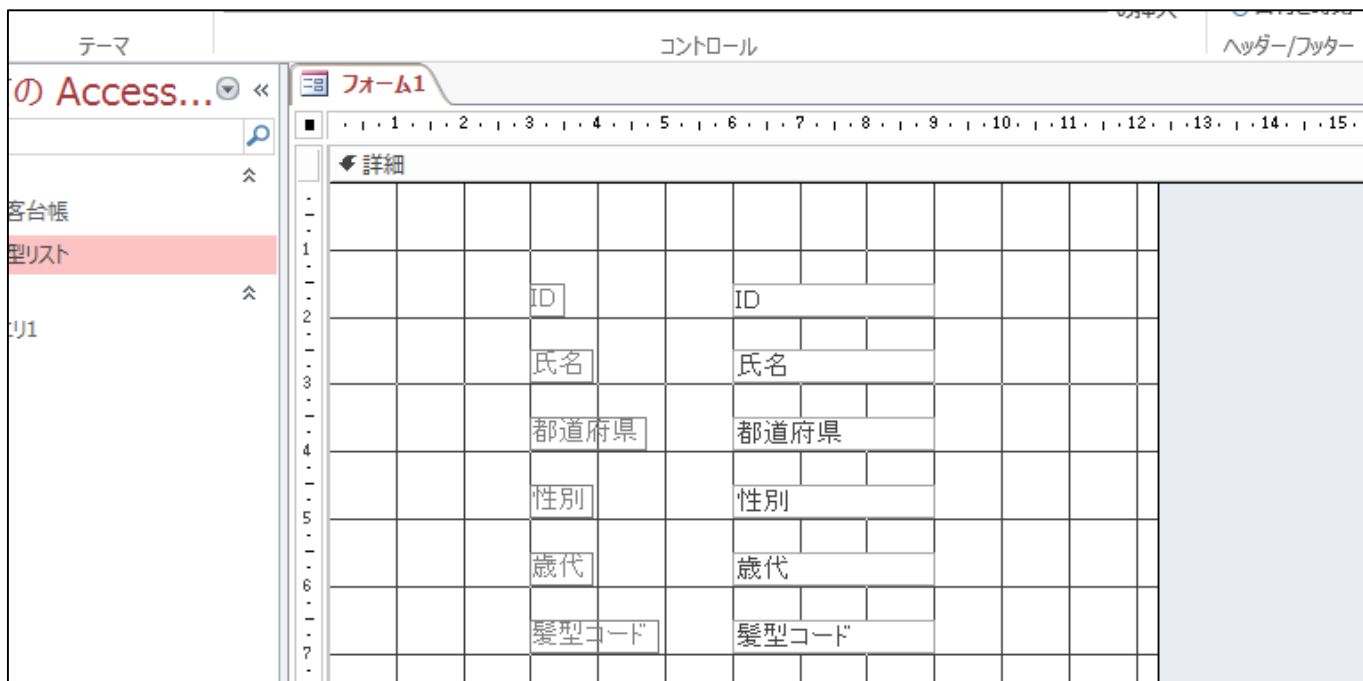 テーマ
コントロール
ヘッダー/フッター
の Access...
フォーム1
1 2 3 4 5 6 7 8 9 10 11 12 13 14 15
詳細
客台帳
型リスト
リ1
1
2
3
4
5
6
7
ID ID
氏名 氏名
都道府県 都道府県
性別 性別
歳代 歳代
髪型コード 髪型コード